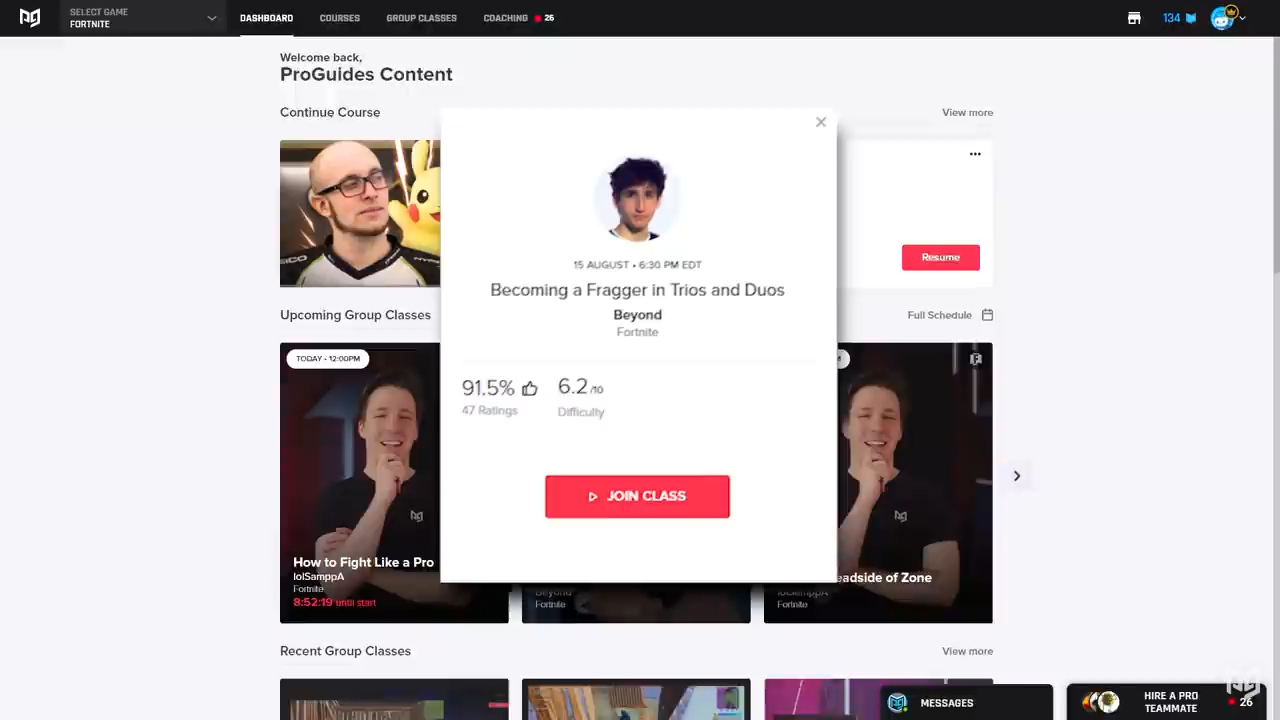 SELECT GAME
FORTNITE
DASHBOARD
COURSES
GROUP CLASSES
COACHING
26
134
Welcome back,
ProGuides Content
Continue Course
View more
Resume
15 AUGUST • 6:30 PM EDT
Becoming a Fragger in Trios and Duos
Beyond
Fortnite
91.5%
47 Ratings
6.2 /10
Difficulty
JOIN CLASS
Upcoming Group Classes
Full Schedule
TODAY • 12:00PM
How to Fight Like a Pro
lolSamppA
Fortnite
8:52:19 until start
Beyond
Fortnite
eadside of Zone
lolSamppA
Fortnite
Recent Group Classes
View more
MESSAGES
HIRE A PRO
TEAMMATE
26